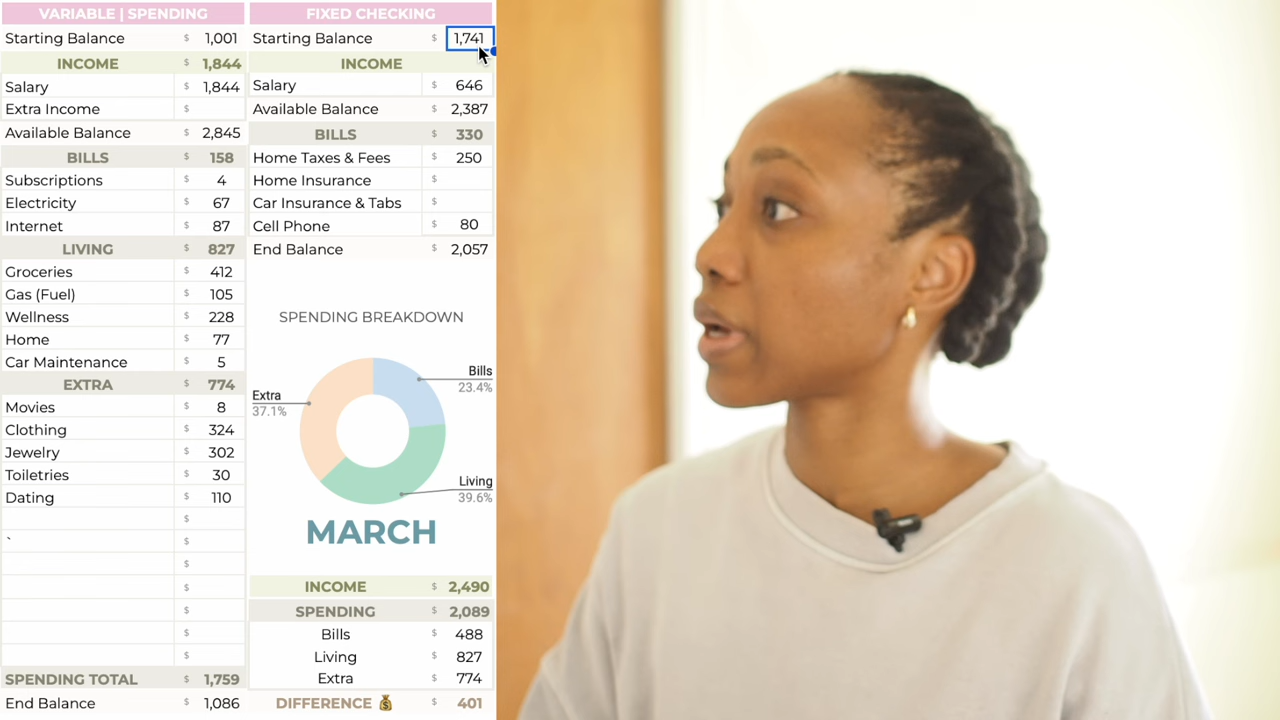 VARIABLE | SPENDING
Starting Balance $ 1,001
INCOME $ 1,844
Salary $ 1,844
Extra Income $
Available Balance $ 2,845
BILLS $ 158
Subscriptions $ 4
Electricity $ 67
Internet $ 87
LIVING $ 827
Groceries $ 412
Gas (Fuel) $ 105
Wellness $ 228
Home $ 77
Car Maintenance $ 5
EXTRA $ 774
Movies $ 8
Clothing $ 324
Jewelry $ 302
Toiletries $ 30
Dating $ 110
$
` $
$
$
$
$
$
SPENDING TOTAL $ 1,759
End Balance $ 1,086
FIXED CHECKING
Starting Balance $ 1,741
INCOME
Salary $ 646
Available Balance $ 2,387
BILLS $ 330
Home Taxes & Fees $ 250
Home Insurance $
Car Insurance & Tabs $
Cell Phone $ 80
End Balance $ 2,057
SPENDING BREAKDOWN
Bills
23.4%
Extra
37.1%
Living
39.6%
MARCH
INCOME $ 2,490
SPENDING $ 2,089
Bills $ 488
Living $ 827
Extra $ 774
DIFFERENCE 💰 $ 401